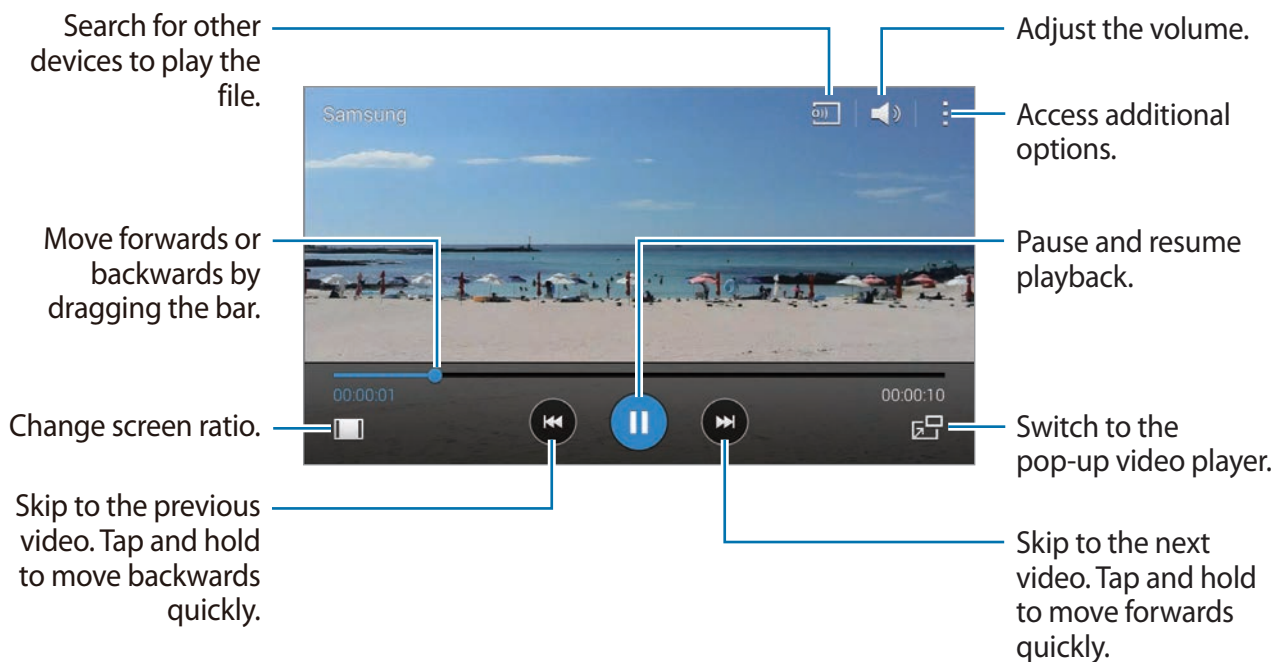 Search for other
devices to play the
file.
Adjust the volume.
Samsung
Access additional
options.
Move forwards or
backwards by
dragging the bar.
Pause and resume
playback.
00:00:01
00:00:10
Change screen ratio.
Switch to the
pop-up video player.
Skip to the previous
video. Tap and hold
to move backwards
quickly.
Skip to the next
video. Tap and hold
to move forwards
quickly.